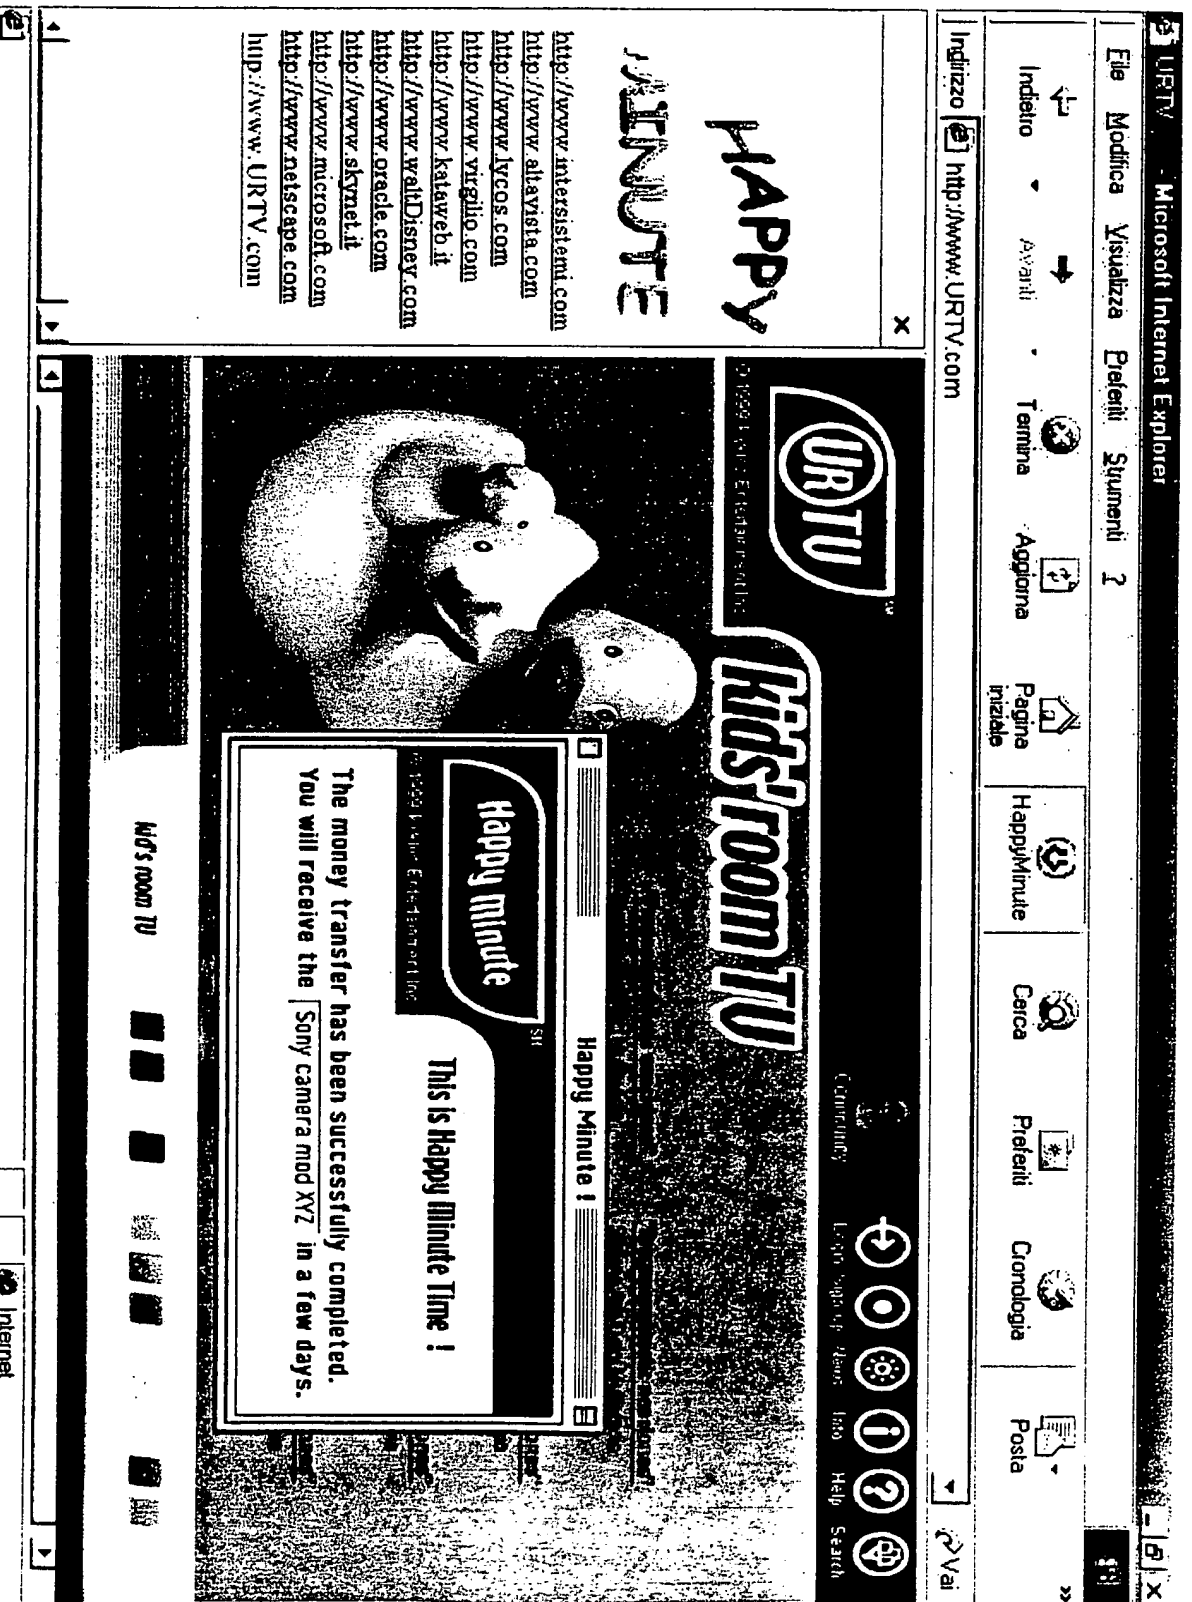 URTV - Microsoft Internet Explorer
File Modifica Visualizza Preferiti Strumenti ?
Indietro Avanti Termina Aggiorna Pagina iniziale HappyMinute Cerca Preferiti Cronologia Posta »
Indirizzo http://www.URTV.com Vai
HAPPY
MINUTE
http://www.intersistemi.com
http://www.altavista.com
http://www.lycos.com
http://www.virgilio.com
http://www.kataweb.it
http://www.waltDisney.com
http://www.oracle.com
http://www.skynet.it
http://www.microsoft.com
http://www.netscape.com
http://www.URTV.com
URTV
kids'room TV
Community Info Help Search
Happy Minute !
Happy Minute SM
This is Happy Minute Time !
The money transfer has been successfully completed.
You will receive the Sony camera mod XYZ in a few days.
kid's room TV
Internet